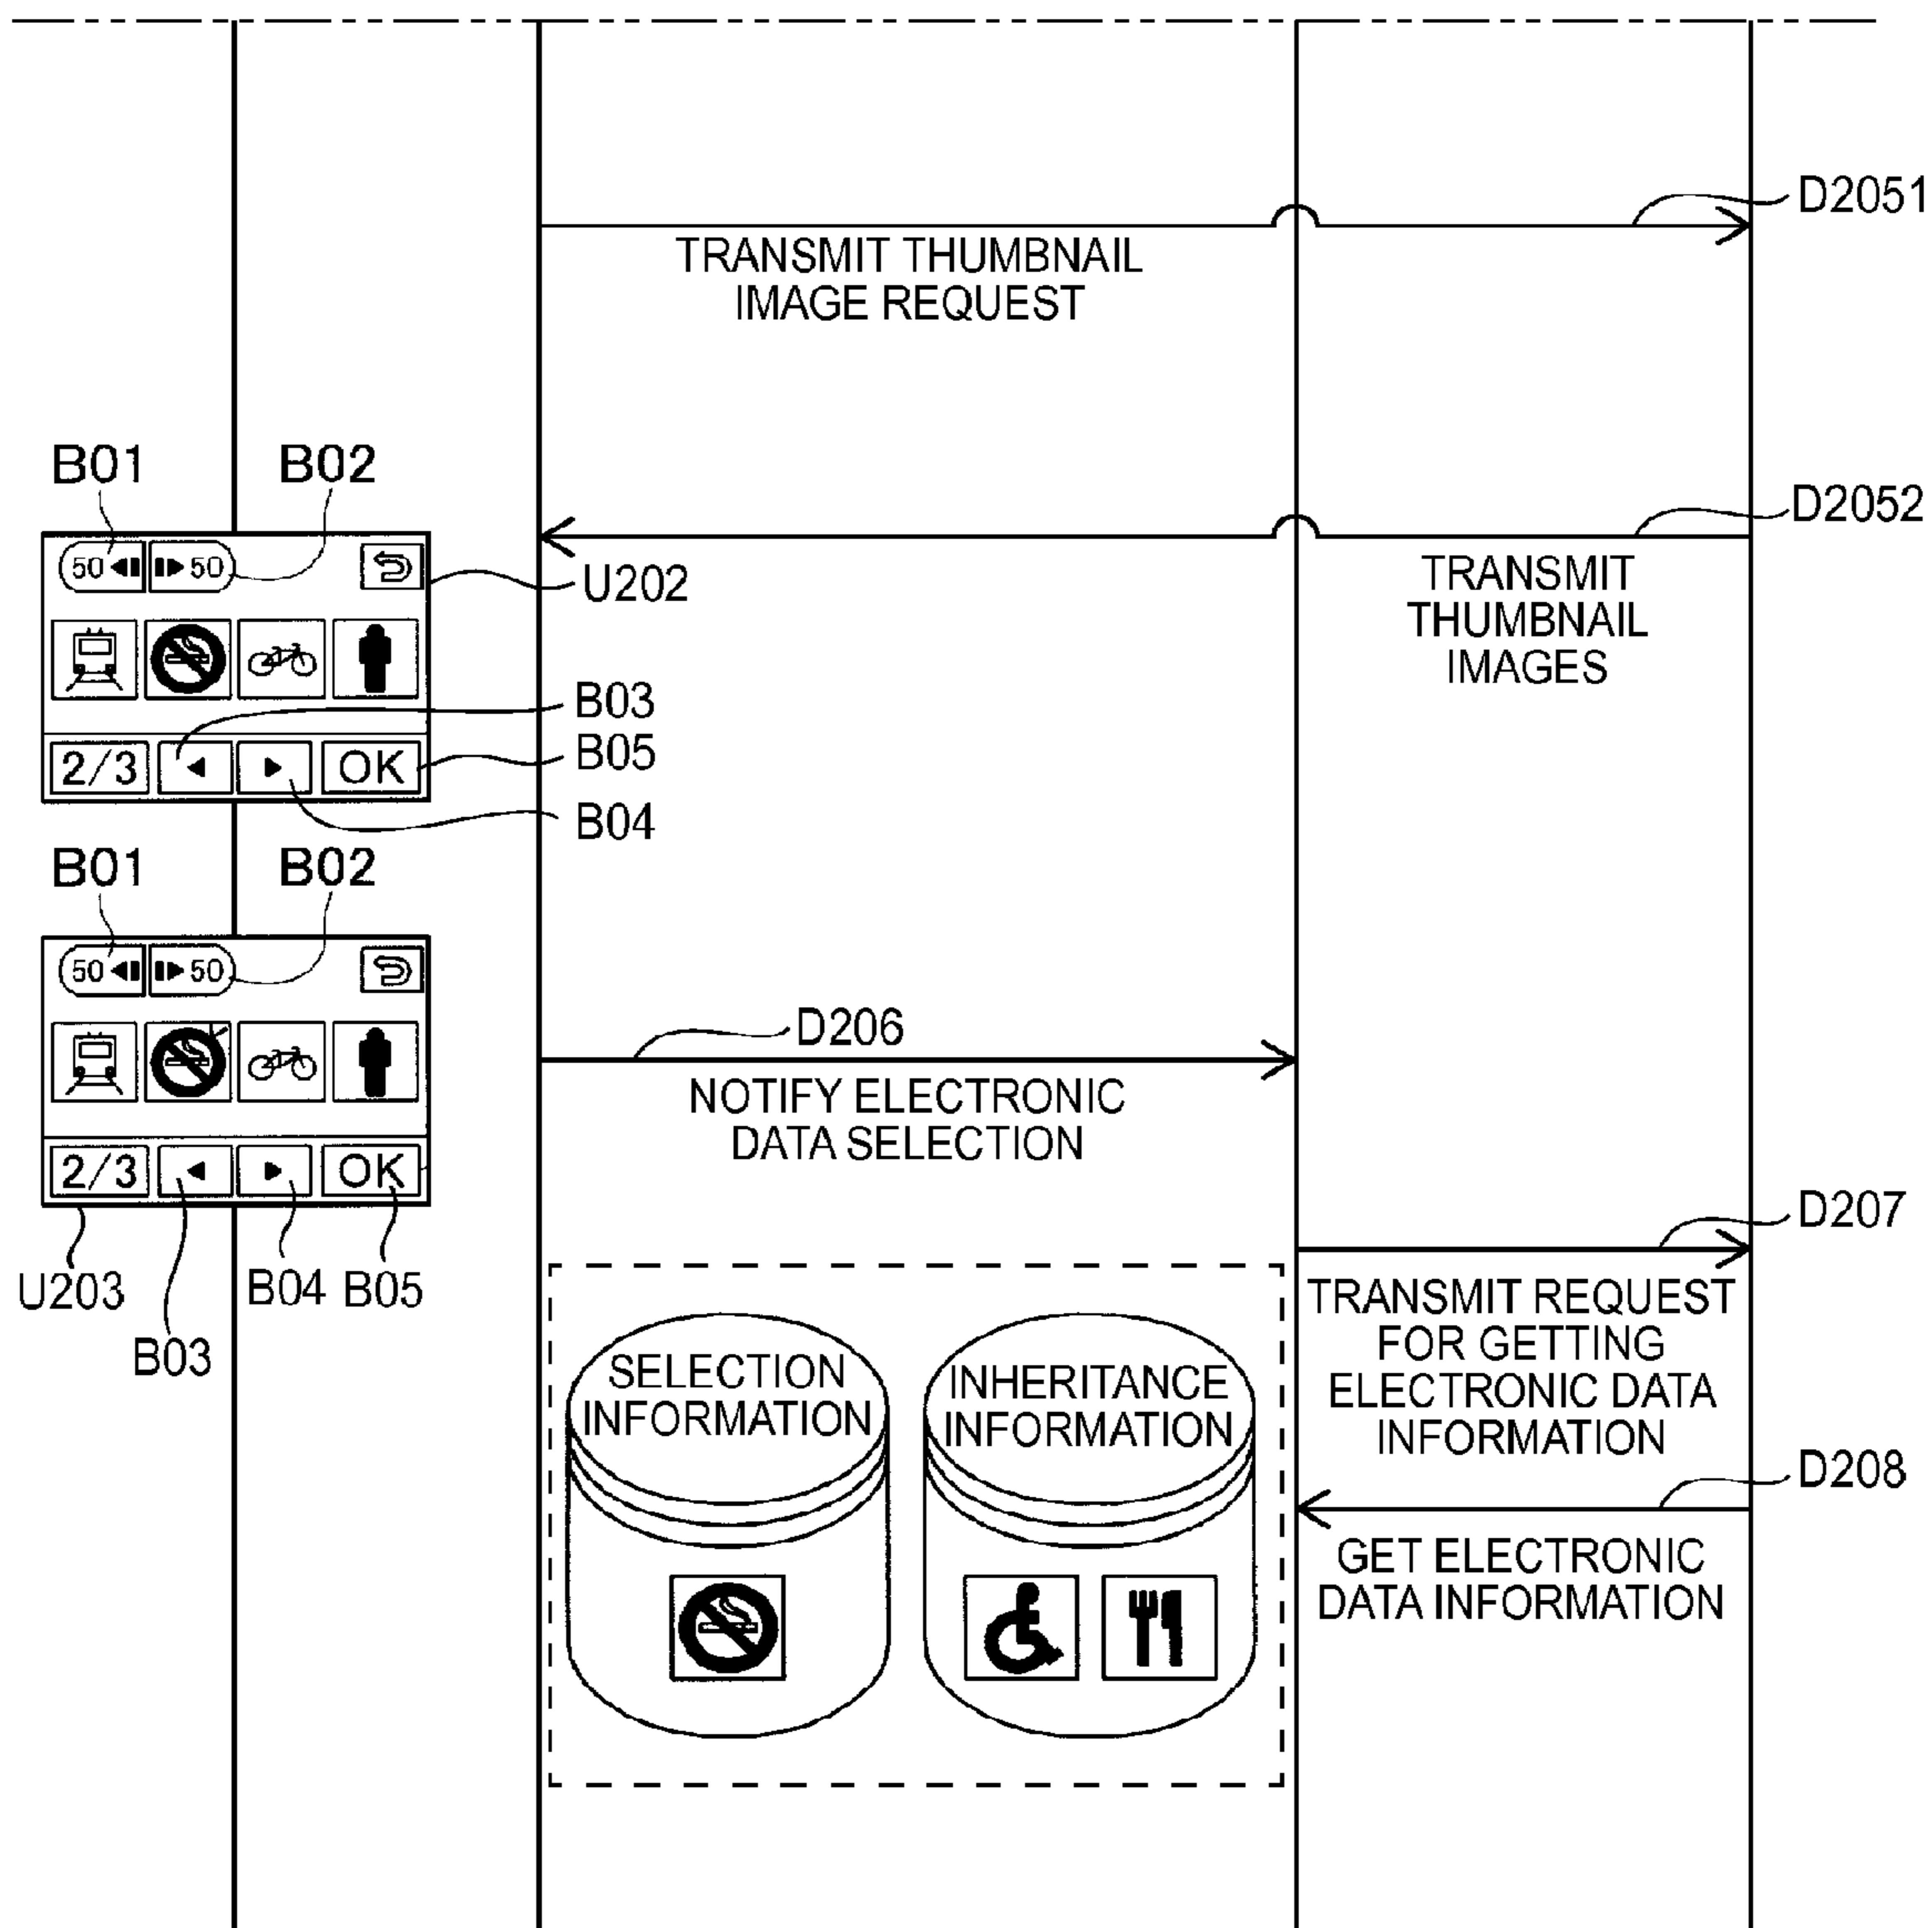 D2051
TRANSMIT THUMBNAIL
IMAGE REQUEST
B01
B02
D2052
50
50
U202
TRANSMIT
THUMBNAIL
IMAGES
B03
2/3
OK
B05
B04
B01
B02
50
50
D206
NOTIFY ELECTRONIC
DATA SELECTION
2/3
OK
D207
U203
B04
B05
B03
TRANSMIT REQUEST
FOR GETTING
ELECTRONIC DATA
INFORMATION
SELECTION
INFORMATION
INHERITANCE
INFORMATION
D208
GET ELECTRONIC
DATA INFORMATION